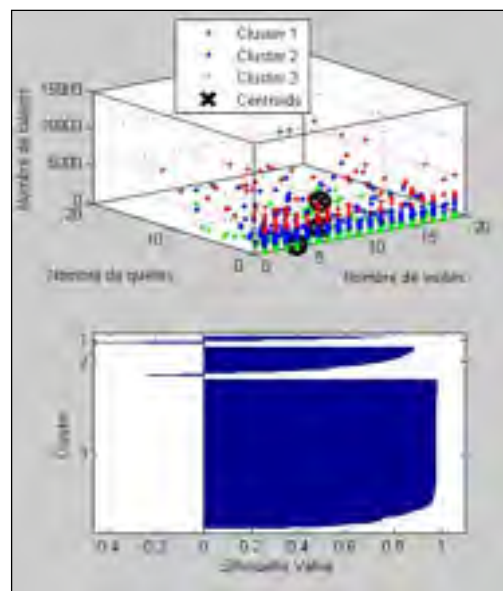 Cluster 1
Cluster 2
Cluster 3
Centroids
15000
10000
5000
0
20
10
0
0
5
10
15
20
Nombre de quêtes
Nombre de visites
1
2
3
Cluster
-0.4
-0.2
0
0.2
0.4
0.6
0.8
1
Silhouette Value